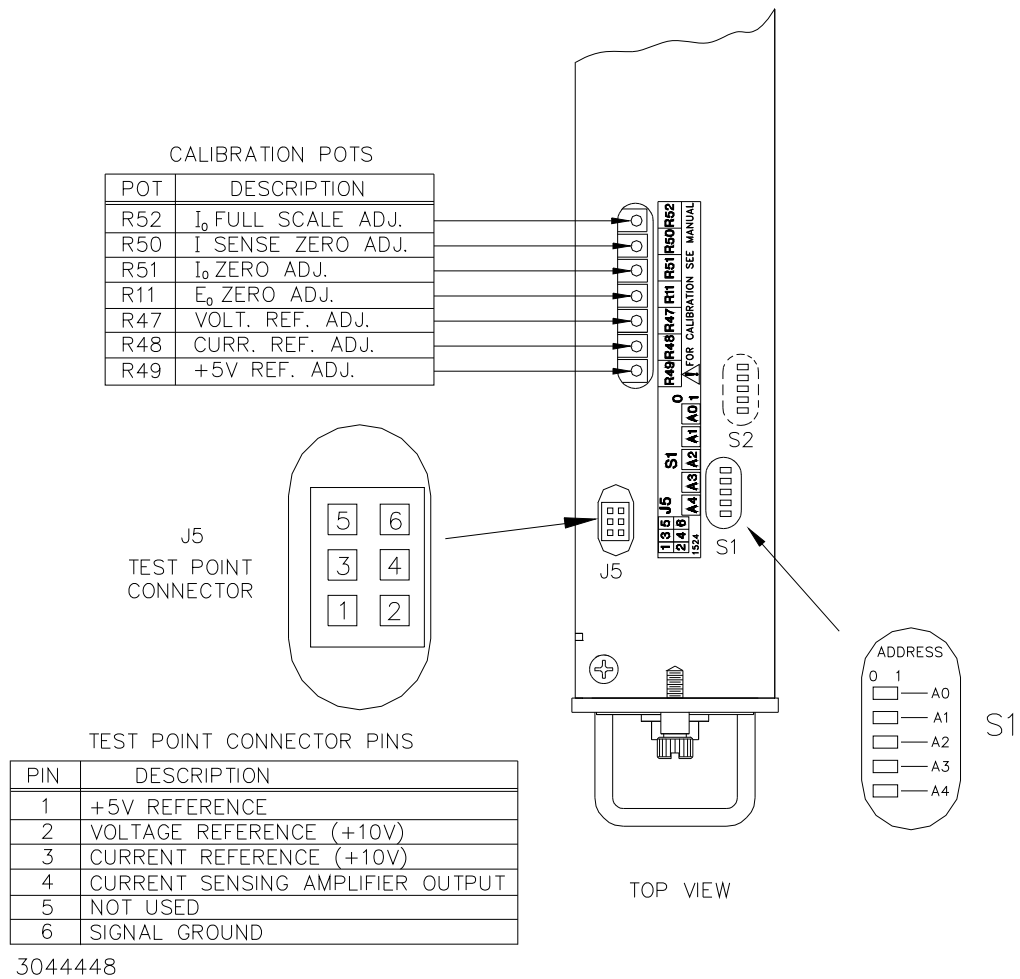 CALIBRATION POTS
POT DESCRIPTION
R52 I₀ FULL SCALE ADJ.
R50 I SENSE ZERO ADJ.
R51 I₀ ZERO ADJ.
R11 E₀ ZERO ADJ.
R47 VOLT. REF. ADJ.
R48 CURR. REF. ADJ.
R49 +5V REF. ADJ.
R49 R48 R47 R11 R51 R50 R52
FOR CALIBRATION SEE MANUAL
0
1
A4 A3 A2 A1 A0
S1
J5
1 3 5
2 4 6
1524
S2
S1
J5
J5
TEST POINT
CONNECTOR
5 6
3 4
1 2
ADDRESS
0 1
A0
A1
A2
A3
A4
S1
TEST POINT CONNECTOR PINS
PIN DESCRIPTION
1 +5V REFERENCE
2 VOLTAGE REFERENCE (+10V)
3 CURRENT REFERENCE (+10V)
4 CURRENT SENSING AMPLIFIER OUTPUT
5 NOT USED
6 SIGNAL GROUND
TOP VIEW
3044448